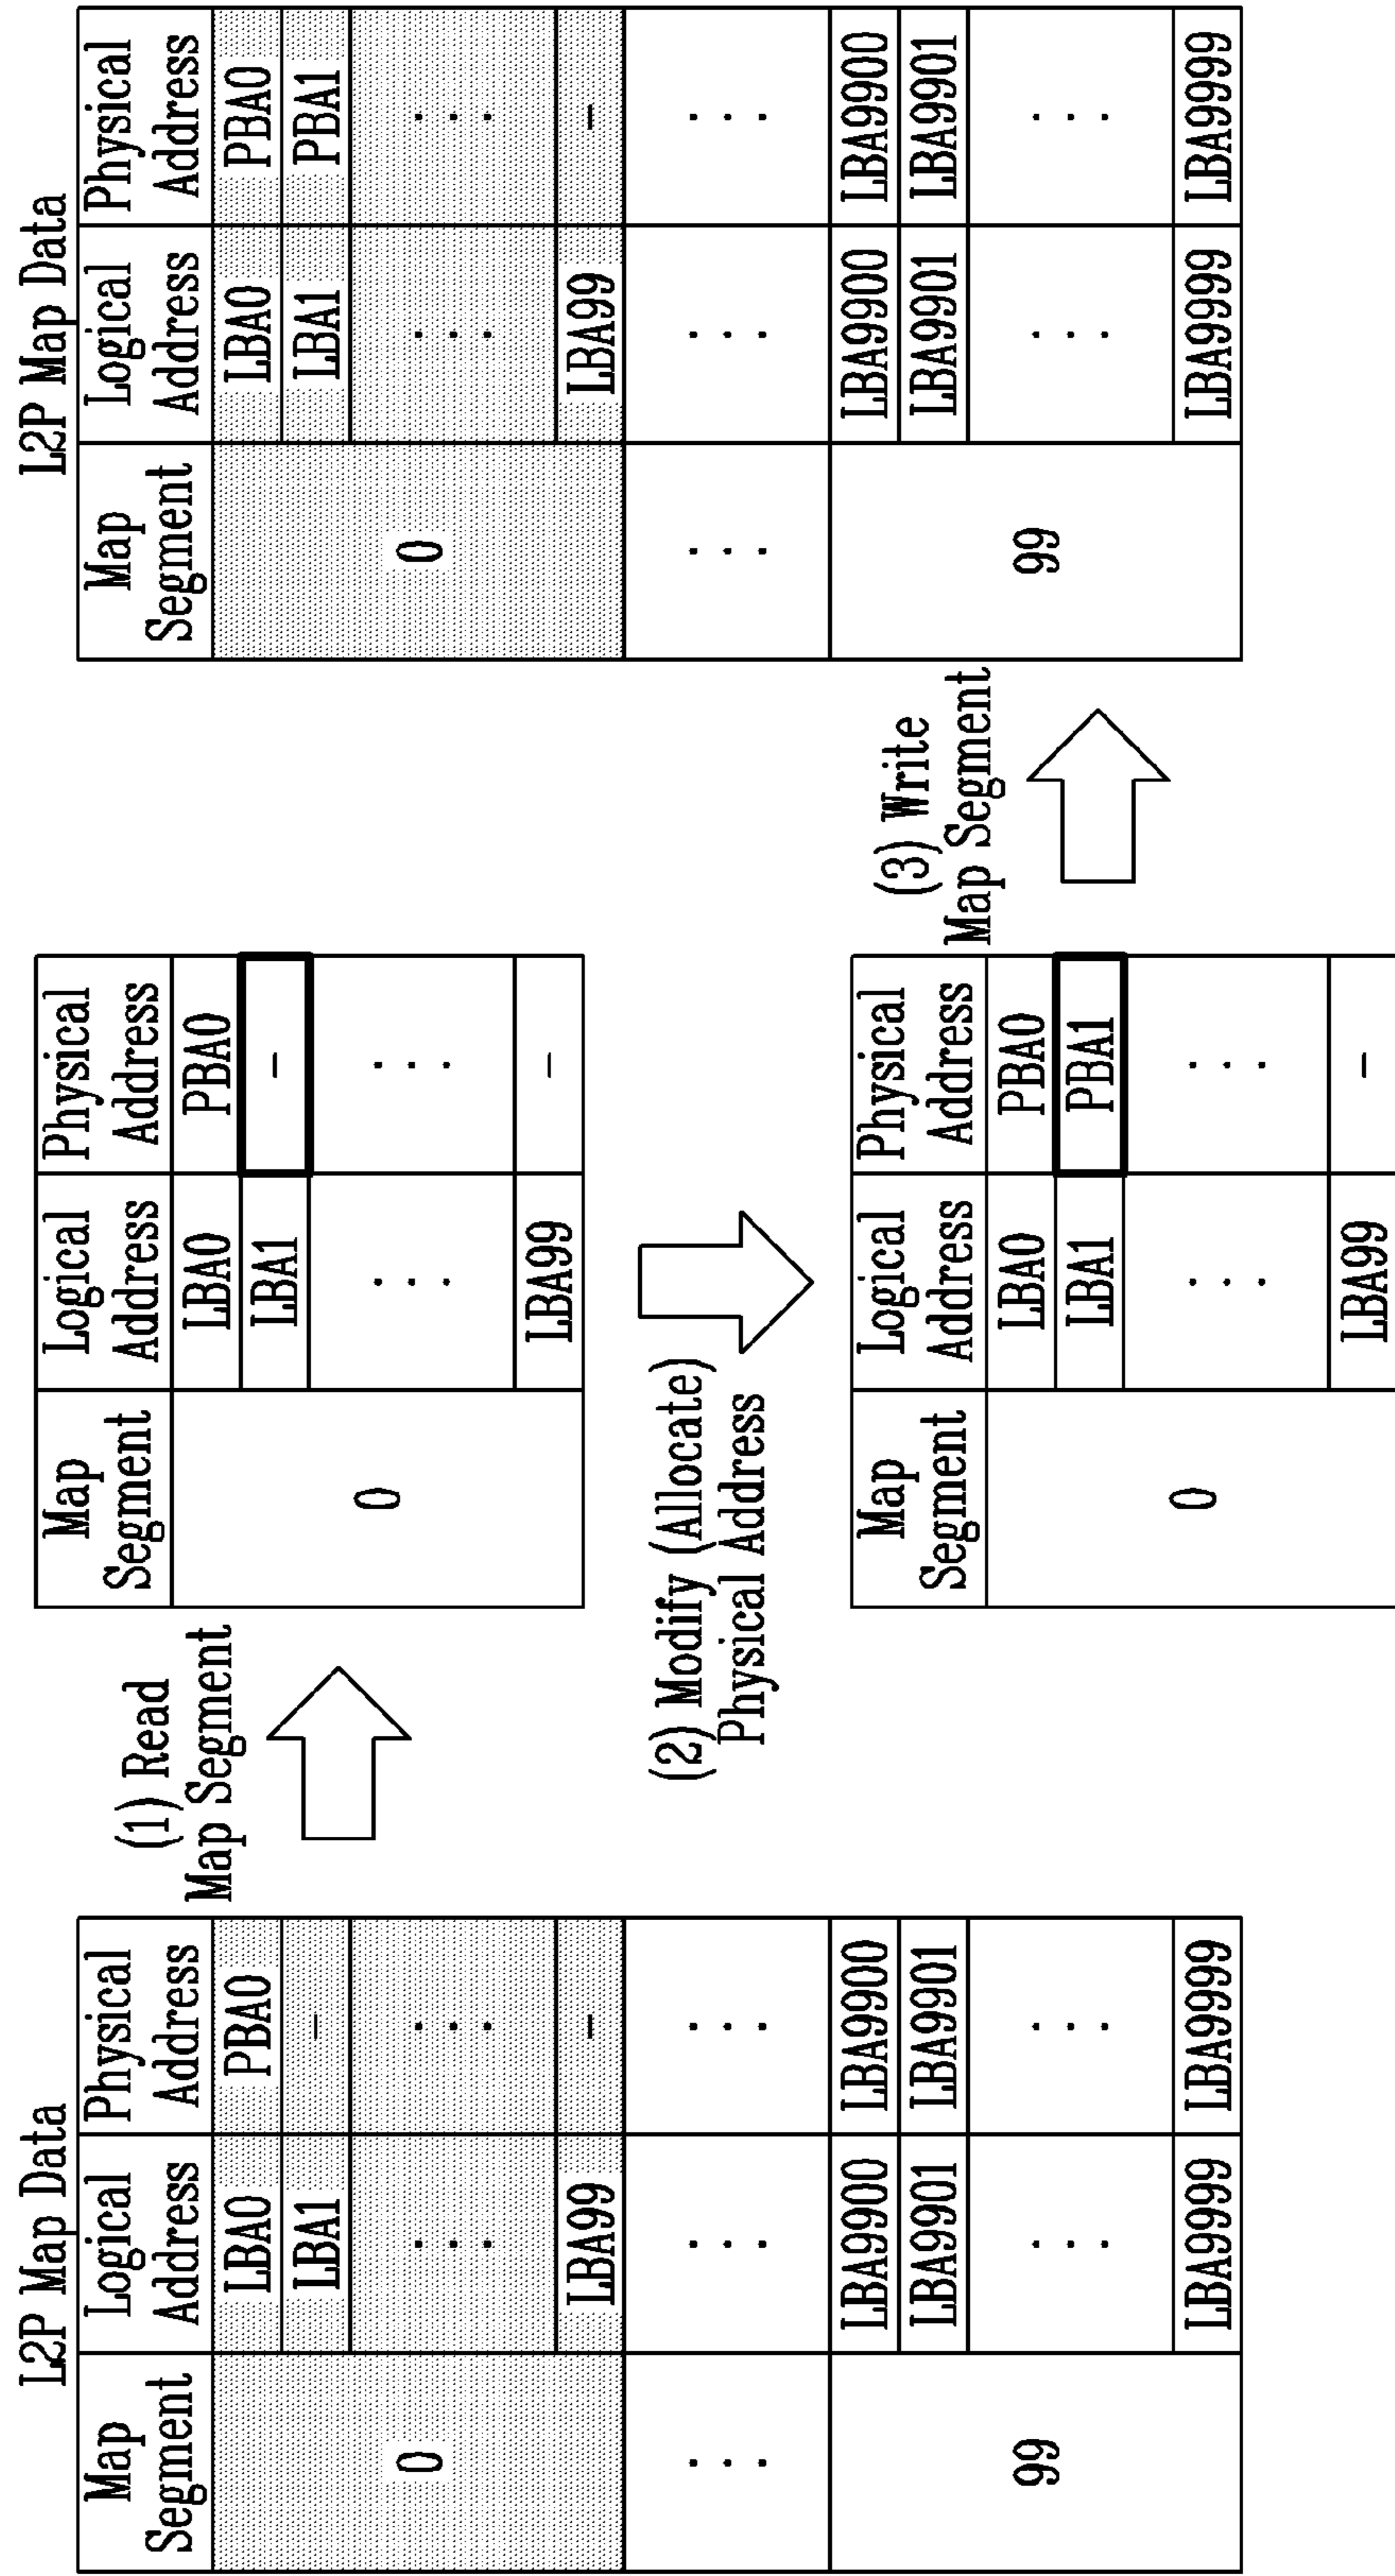 L2P Map Data
Map Segment
Logical Address
Physical Address
0
LBA0
PBA0
LBA1
-
. . .
. . .
LBA99
-
. . .
. . .
. . .
99
LBA9900
LBA9900
LBA9901
LBA9901
. . .
. . .
LBA9999
LBA9999
(1) Read
Map Segment
Map Segment
Logical Address
Physical Address
0
LBA0
PBA0
LBA1
-
. . .
. . .
LBA99
-
(2) Modify (Allocate)
Physical Address
Map Segment
Logical Address
Physical Address
0
LBA0
PBA0
LBA1
PBA1
. . .
. . .
LBA99
-
(3) Write
Map Segment
L2P Map Data
Map Segment
Logical Address
Physical Address
0
LBA0
PBA0
LBA1
PBA1
. . .
. . .
LBA99
-
. . .
. . .
. . .
99
LBA9900
LBA9900
LBA9901
LBA9901
. . .
. . .
LBA9999
LBA9999